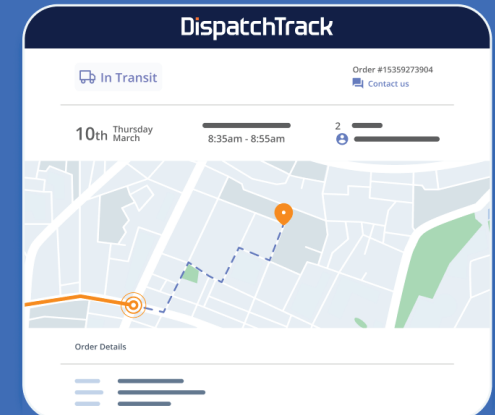 DispatchTrack
In Transit
Order #15359273904
Contact us
10th Thursday March
8:35am - 8:55am
2
Order Details